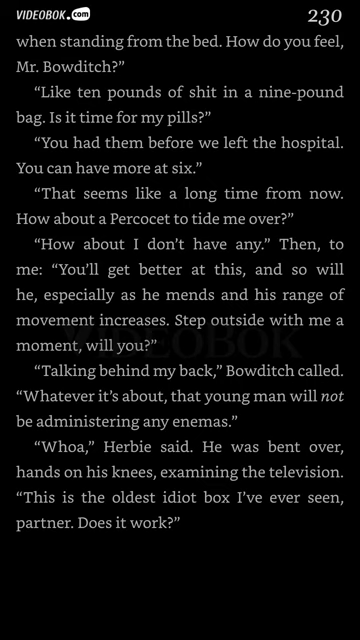 VIDEOBOK.com
230
when standing from the bed. How do you feel,
Mr. Bowditch?”
“Like ten pounds of shit in a nine-pound
bag. Is it time for my pills?”
“You had them before we left the hospital.
You can have more at six.”
“That seems like a long time from now.
How about a Percocet to tide me over?”
“How about I don’t have any.” Then, to
me: “You’ll get better at this, and so will
he, especially as he mends and his range of
movement increases. Step outside with me a
moment, will you?”
VIDEOBOK
“Talking behind my back,” Bowditch called.
“Whatever it’s about, that young man will not
be administering any enemas.”
“Whoa,” Herbie said. He was bent over,
hands on his knees, examining the television.
“This is the oldest idiot box I’ve ever seen,
partner. Does it work?”